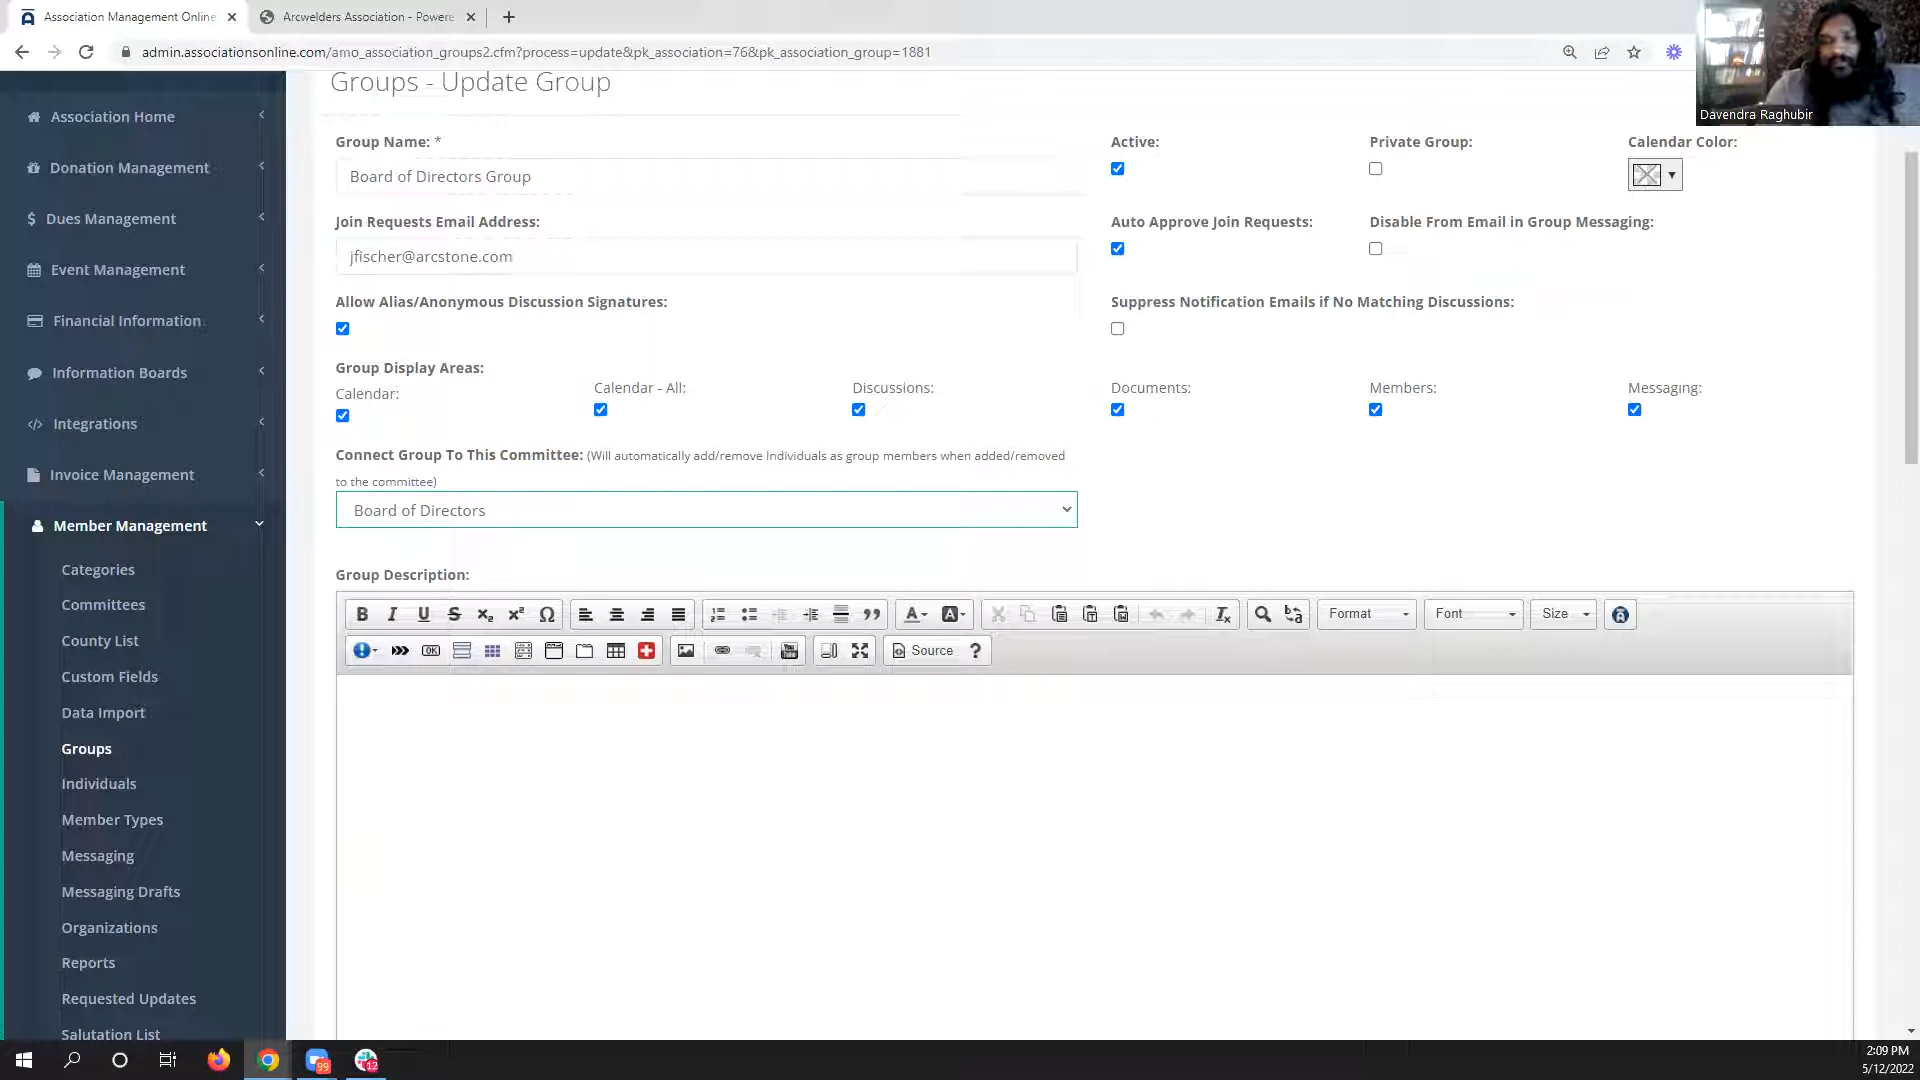 Association Management Online
Arcwelders Association - Powere
admin.associationsonline.com/amo_association_groups2.cfm?process=update&pk_association=76&pk_association_group=1881
Davendra Raghubir
Association Home
Donation Management
Dues Management
Event Management
Financial Information
Information Boards
Integrations
Invoice Management
Member Management
Categories
Committees
County List
Custom Fields
Data Import
Groups
Individuals
Member Types
Messaging
Messaging Drafts
Organizations
Reports
Requested Updates
Salutation List
Groups - Update Group
Group Name: *
Active:
Private Group:
Calendar Color:
Board of Directors Group
Join Requests Email Address:
Auto Approve Join Requests:
Disable From Email in Group Messaging:
jfischer@arcstone.com
Allow Alias/Anonymous Discussion Signatures:
Suppress Notification Emails if No Matching Discussions:
Group Display Areas:
Calendar:
Calendar - All:
Discussions:
Documents:
Members:
Messaging:
Connect Group To This Committee: (Will automatically add/remove Individuals as group members when added/removed
to the committee)
Board of Directors
Group Description:
Format
Font
Size
OK
You
Tube
Source
99
12
2:09 PM
5/12/2022